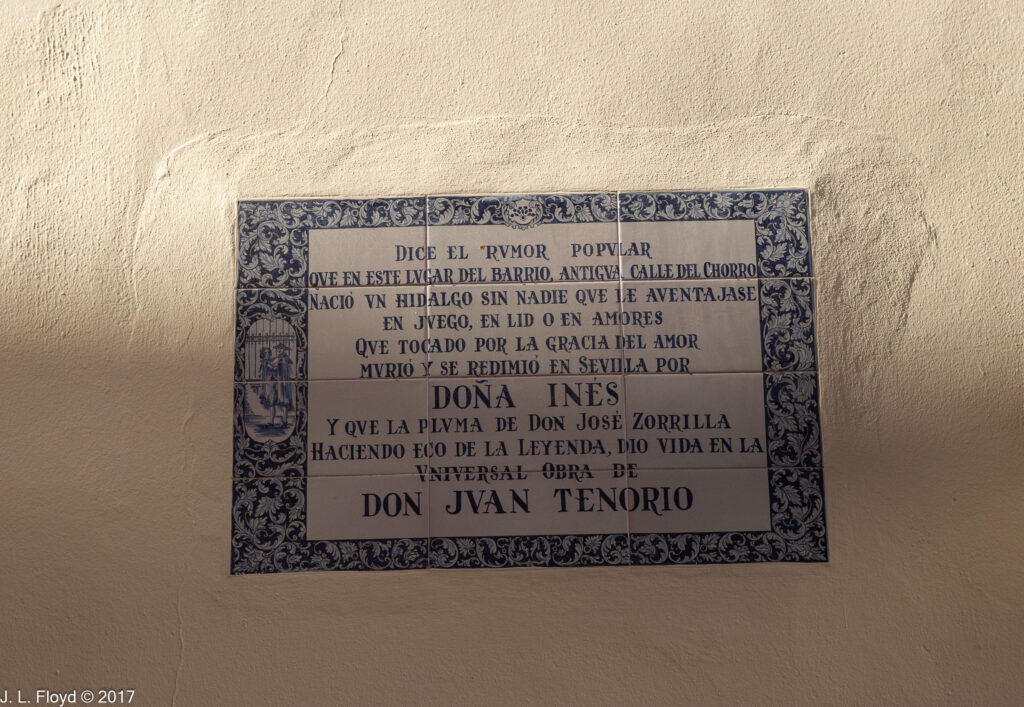 DICE EL RVMOR POPVLAR
QVE EN ESTE LVGAR DEL BARRIO, ANTIGVA CALLE DEL CHORRO
NACIÓ VN HIDALGO SIN NADIE QVE LE AVENTAJASE
EN JVEGO, EN LID O EN AMORES
QVE TOCADO POR LA GRACIA DEL AMOR
MVRIÓ Y SE REDIMIÓ EN SEVILLA POR
DOÑA INÉS
Y QVE LA PLVMA DE DON JOSÉ ZORRILLA
HACIENDO ECO DE LA LEYENDA, DIO VIDA EN LA
VNIVERSAL OBRA DE
DON JVAN TENORIO
J. L. Floyd © 2017